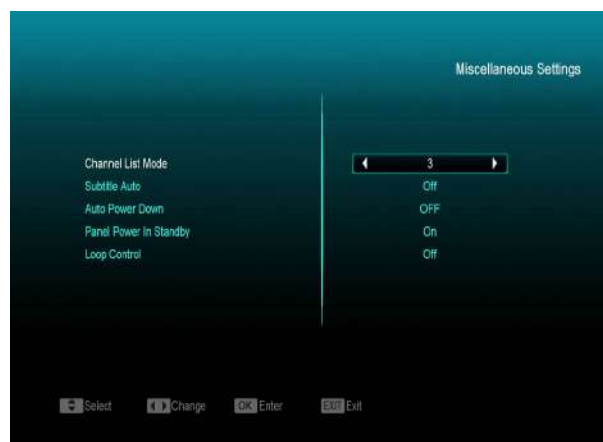 Miscellaneous Settings
Channel List Mode 3
Subtitle Auto Off
Auto Power Down OFF
Panel Power In Standby On
Loop Control Off
Select Change OK Enter EXIT Exit